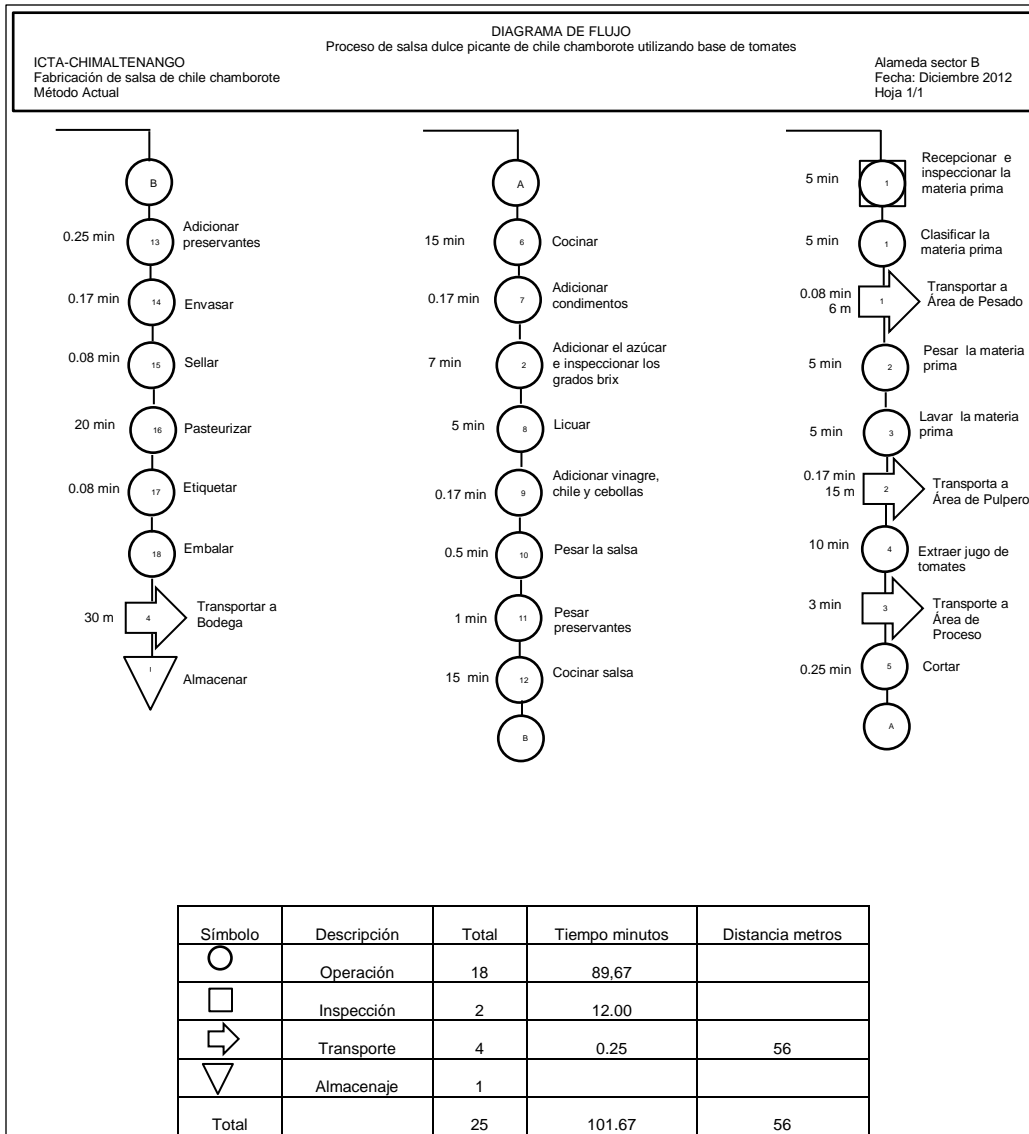 DIAGRAMA DE FLUJO
Proceso de salsa dulce picante de chile chamborote utilizando base de tomates
ICTA-CHIMALTENANGO
Fabricación de salsa de chile chamborote
Método Actual
Alameda sector B
Fecha: Diciembre 2012
Hoja 1/1
B
0.25 min
13
Adicionar
preservantes
0.17 min
14
Envasar
0.08 min
15
Sellar
20 min
16
Pasteurizar
0.08 min
17
Etiquetar
18
Embalar
30 m
4
Transportar a
Bodega
I
Almacenar
A
15 min
6
Cocinar
0.17 min
7
Adicionar
condimentos
7 min
2
Adicionar el azúcar
e inspeccionar los
grados brix
5 min
8
Licuar
0.17 min
9
Adicionar vinagre,
chile y cebollas
0.5 min
10
Pesar la salsa
1 min
11
Pesar
preservantes
15 min
12
Cocinar salsa
B
5 min
1
Recepcionar e
inspeccionar la
materia prima
5 min
1
Clasificar la
materia prima
0.08 min
6 m
1
Transportar a
Área de Pesado
5 min
2
Pesar la materia
prima
5 min
3
Lavar la materia
prima
0.17 min
15 m
2
Transporta a
Área de Pulpero
10 min
4
Extraer jugo de
tomates
3 min
3
Transporte a
Área de
Proceso
0.25 min
5
Cortar
A
Símbolo Descripción Total Tiempo minutos Distancia metros
Operación 18 89,67
Inspección 2 12.00
Transporte 4 0.25 56
Almacenaje 1
Total 25 101.67 56